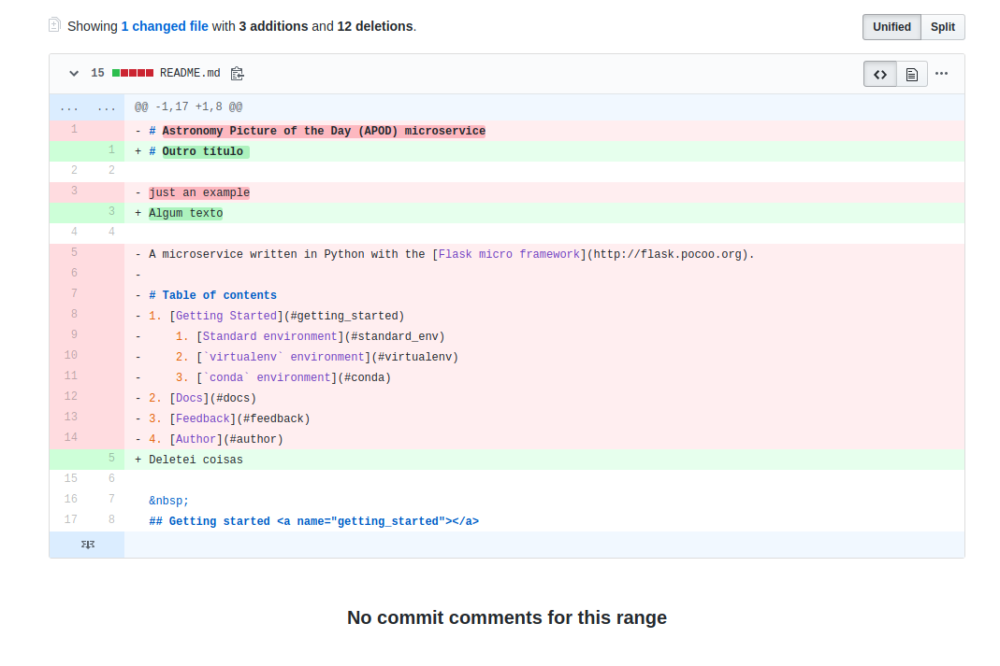 Showing 1 changed file with 3 additions and 12 deletions.
Unified Split
15 README.md
... ... @@ -1,17 +1,8 @@
1 - # Astronomy Picture of the Day (APOD) microservice
1 + # Outro título
2 2
3 - just an example
3 + Algum texto
4 4
5 - A microservice written in Python with the [Flask micro framework](http://flask.pocoo.org).
6 -
7 - # Table of contents
8 - 1. [Getting Started](#getting_started)
9 - 1. [Standard environment](#standard_env)
10 - 2. [`virtualenv` environment](#virtualenv)
11 - 3. [`conda` environment](#conda)
12 - 2. [Docs](#docs)
13 - 3. [Feedback](#feedback)
14 - 4. [Author](#author)
5 + Deletei coisas
15 6
16 7 &nbsp;
17 8 ## Getting started <a name="getting_started"></a>
No commit comments for this range